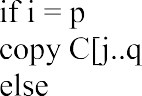 if i = p
copy C[j..q
else